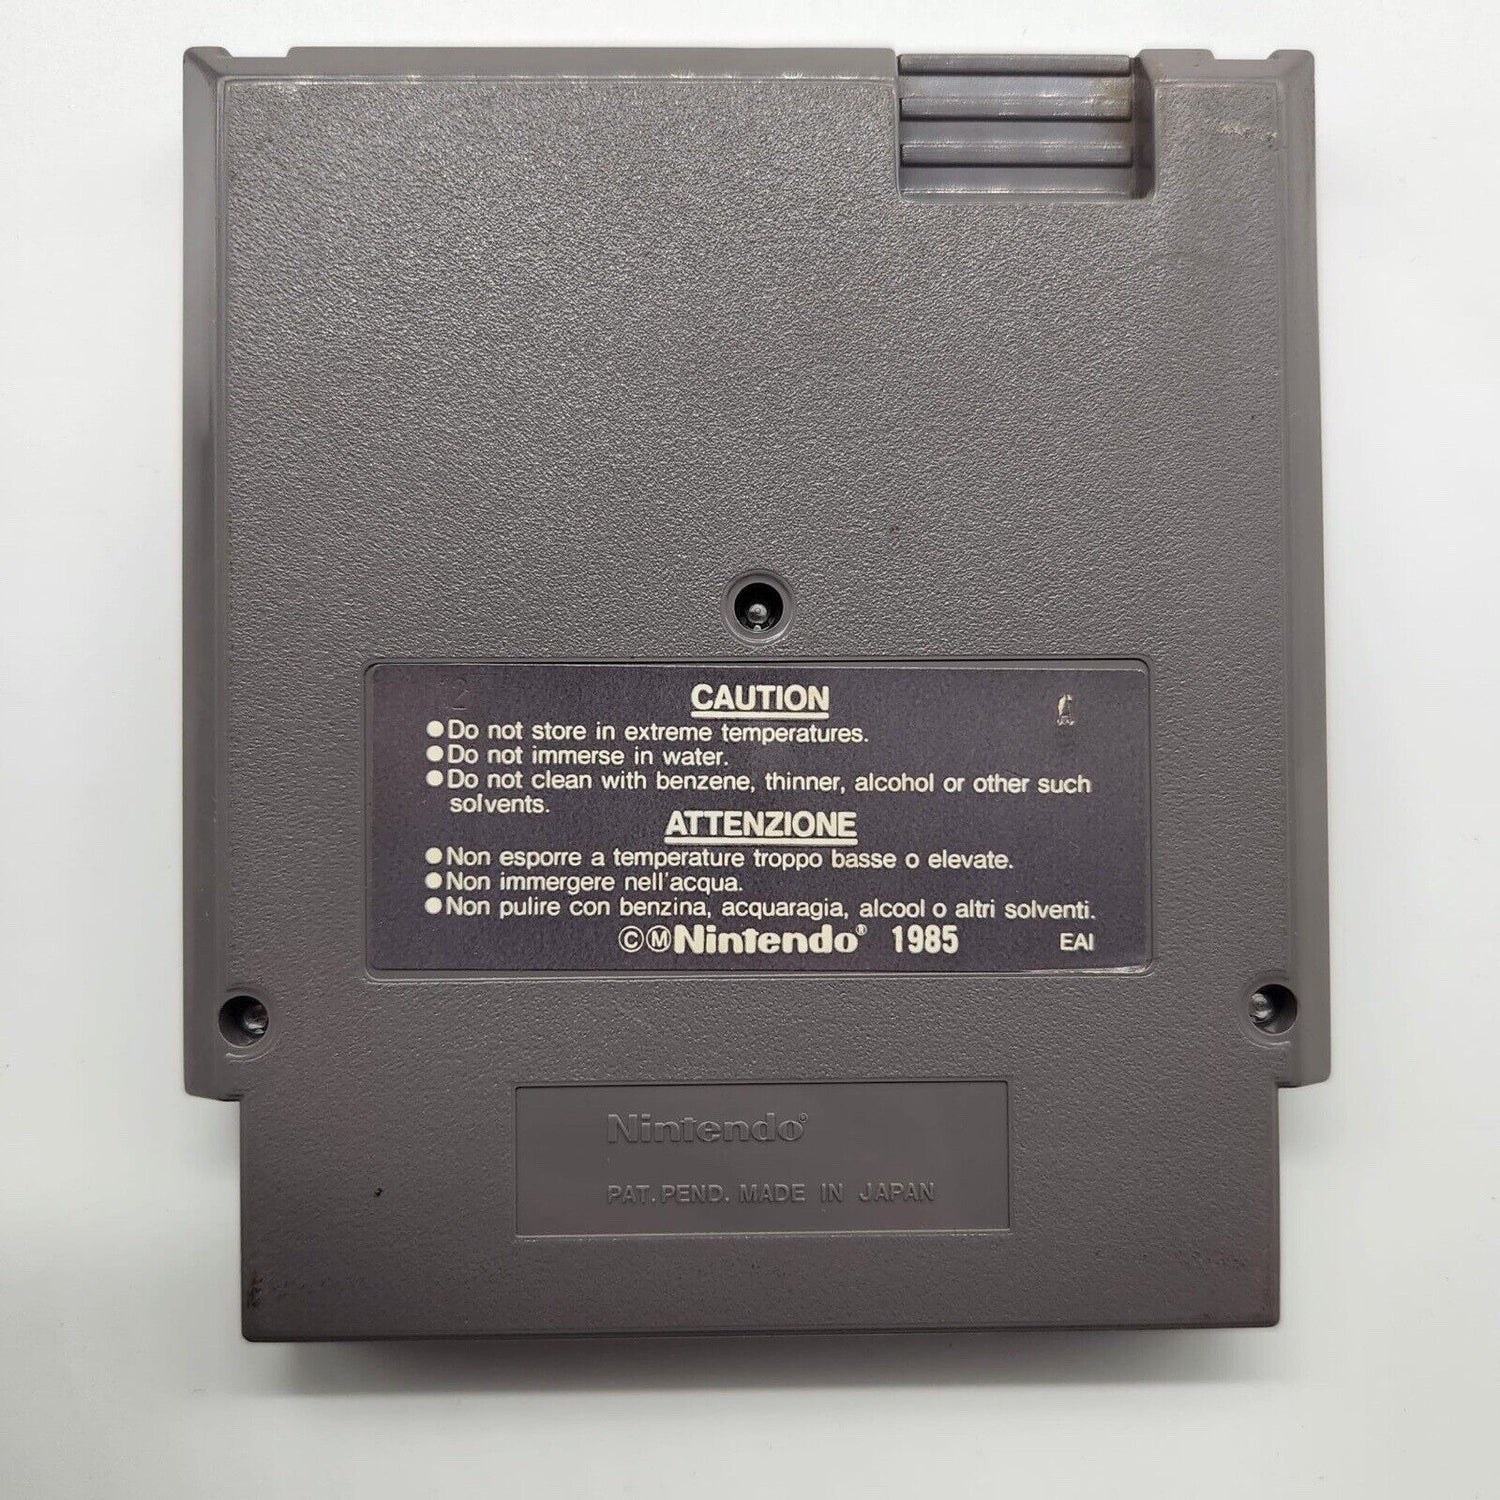 CAUTION
●Do not store in extreme temperatures.
●Do not immerse in water.
●Do not clean with benzene, thinner, alcohol or other such
solvents.
ATTENZIONE
●Non esporre a temperature troppo basse o elevate.
●Non immergere nell'acqua.
●Non pulire con benzina, acquaragia, alcool o altri solventi.
ⒸⓂNintendo® 1985 EAI
Nintendo®
PAT. PEND. MADE IN JAPAN